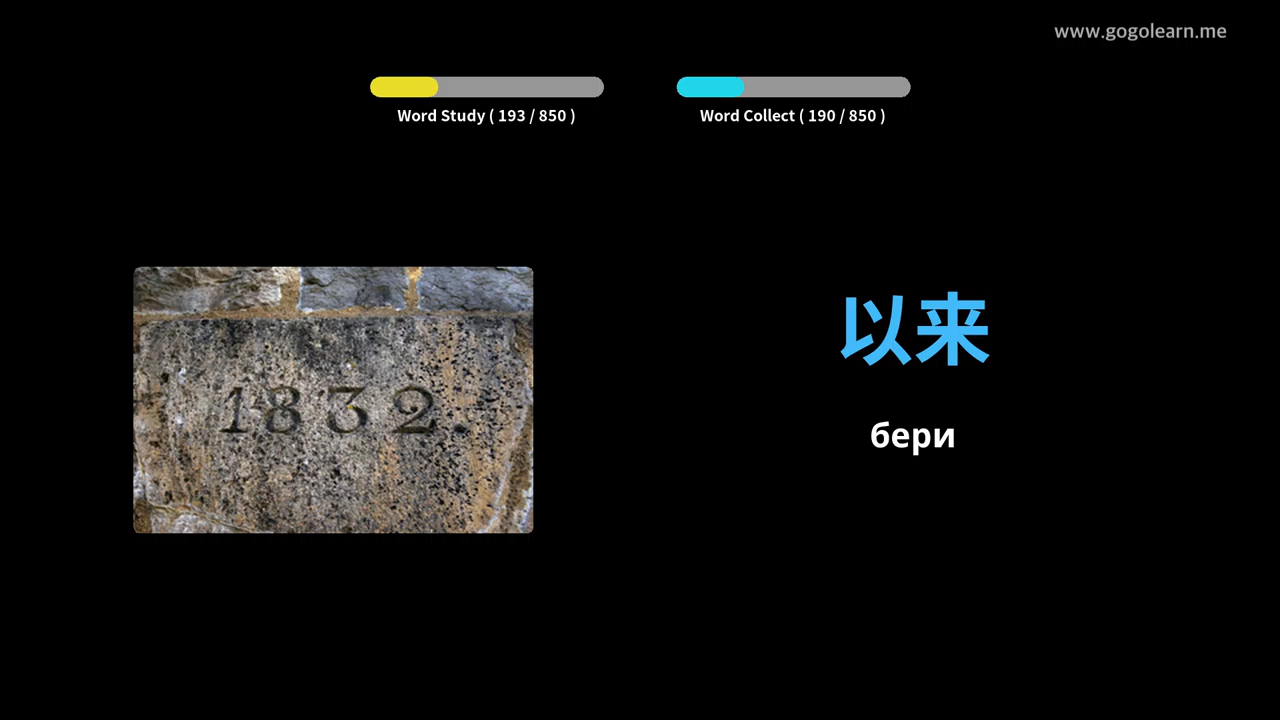 www.gogolearn.me
Word Study ( 193 / 850 )
Word Collect ( 190 / 850 )
1832.
以来
бери